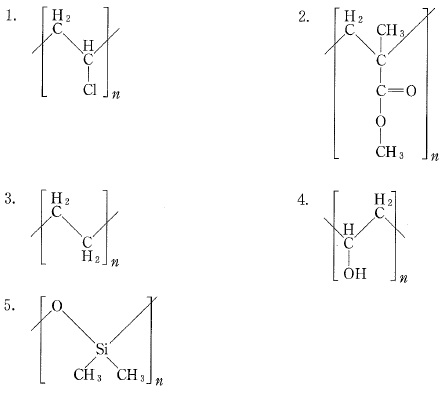 1. H₂ C H C Cl n
2. H₂ C CH₃ C C=O O CH₃ n
3. H₂ C C H₂ n
4. H₂ C H C OH n
5. O Si CH₃ CH₃ n